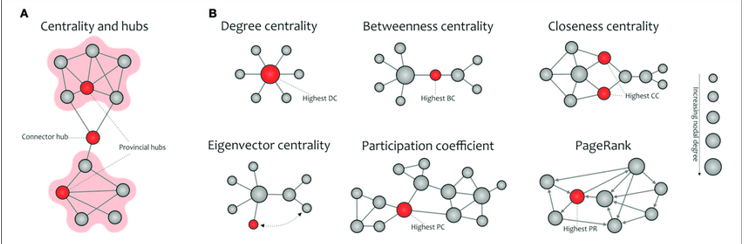 A
Centrality and hubs
Connector hub
Provincial hubs
B
Degree centrality
Highest DC
Betweenness centrality
Highest BC
Closeness centrality
Highest CC
Eigenvector centrality
Participation coefficient
Highest PC
PageRank
Highest PR
Increasing nodal degree